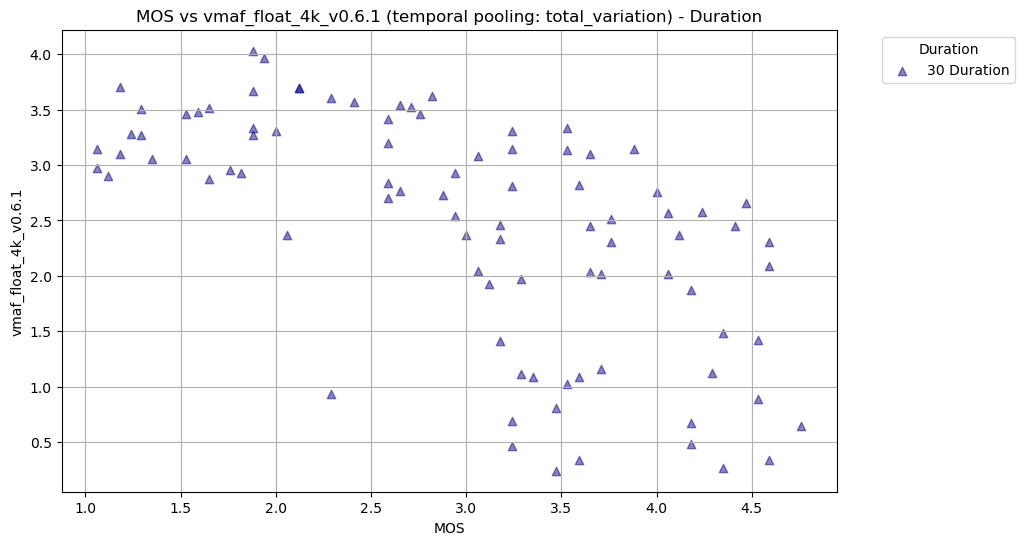 MOS vs vmaf_float_4k_v0.6.1 (temporal pooling: total_variation) - Duration
Duration
30 Duration
vmaf_float_4k_v0.6.1
4.0
3.5
3.0
2.5
2.0
1.5
1.0
0.5
1.0 1.5 2.0 2.5 3.0 3.5 4.0 4.5
MOS